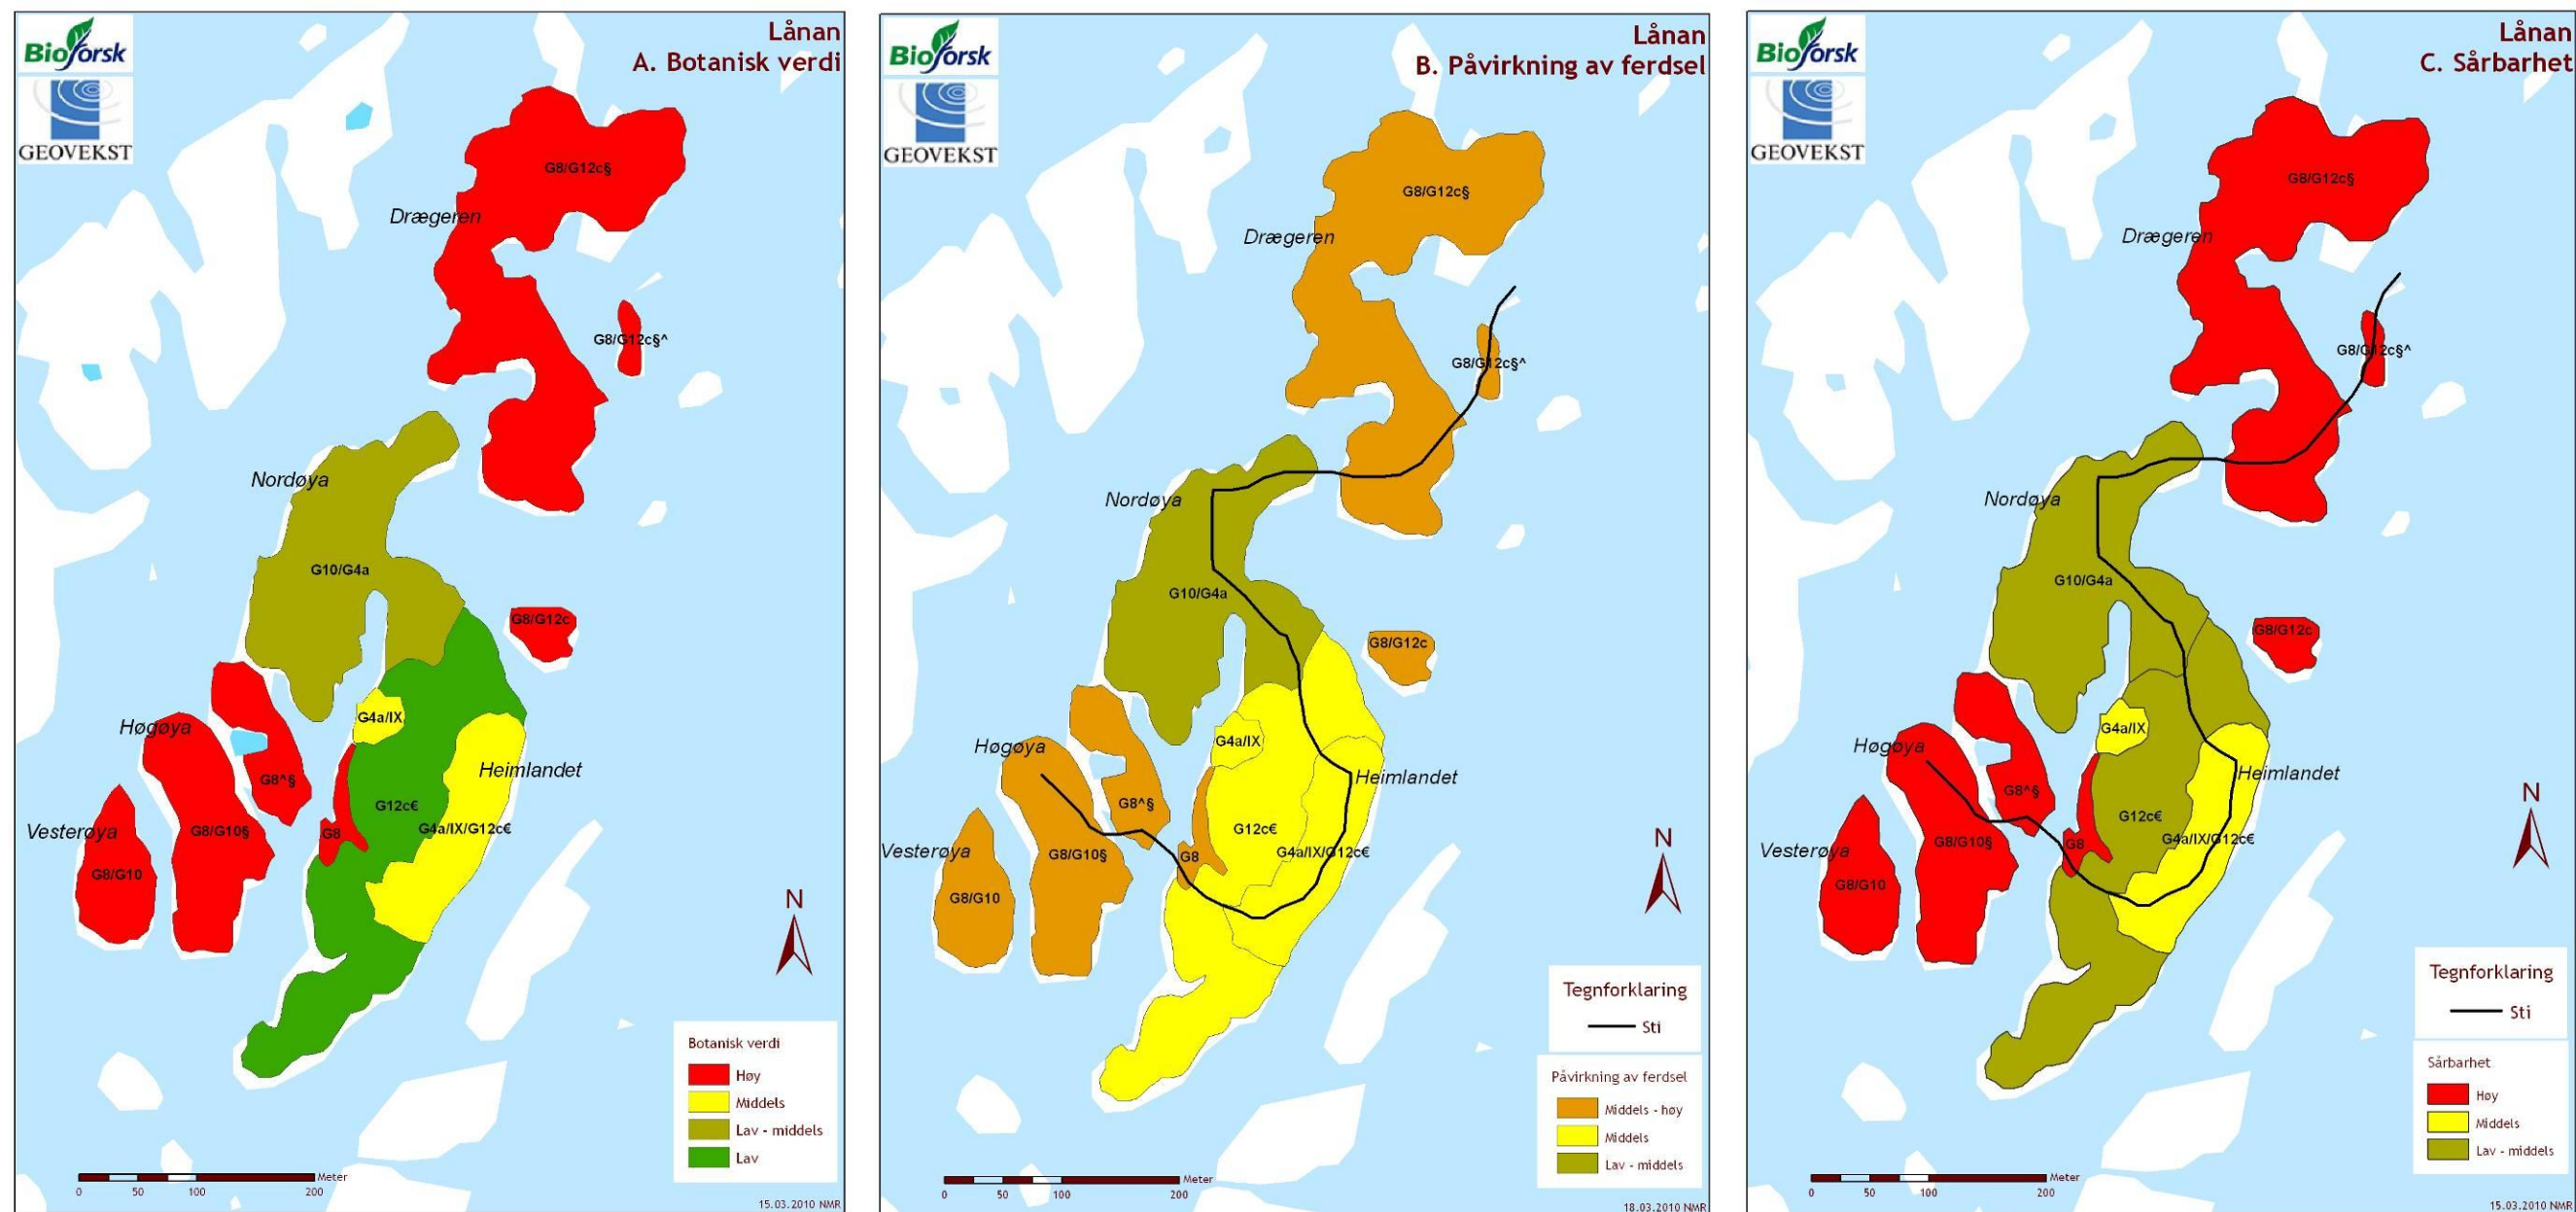 Bioforsk
GEOVEKST
Lånan
A. Botanisk verdi
G8/G12c§
Drægeren
G8/G12c§^
Nordøya
G10/G4a
G8/G12c
G4a/IX
Høgøya
Heimlandet
G8^§
G12c€
G4a/IX/G12c€
Vesterøya
G8/G10§
G8
G8/G10
N
Botanisk verdi
Høy
Middels
Lav - middels
Lav
Meter
0 50 100 200
15.03.2010 NMR
Bioforsk
GEOVEKST
Lånan
B. Påvirkning av ferdsel
G8/G12c§
Drægeren
G8/G12c§^
Nordøya
G10/G4a
G8/G12c
G4a/IX
Høgøya
Heimlandet
G8^§
G12c€
G4a/IX/G12c€
Vesterøya
G8/G10§
G8
G8/G10
N
Tegnforklaring
Sti
Påvirkning av ferdsel
Middels - høy
Middels
Lav - middels
Meter
0 50 100 200
18.03.2010 NMR
Bioforsk
GEOVEKST
Lånan
C. Sårbarhet
G8/G12c§
Drægeren
G8/G12c§^
Nordøya
G10/G4a
G8/G12c
G4a/IX
Høgøya
Heimlandet
G8^§
G12c€
G4a/IX/G12c€
Vesterøya
G8/G10§
G8
G8/G10
N
Tegnforklaring
Sti
Sårbarhet
Høy
Middels
Lav - middels
Meter
0 50 100 200
15.03.2010 NMR